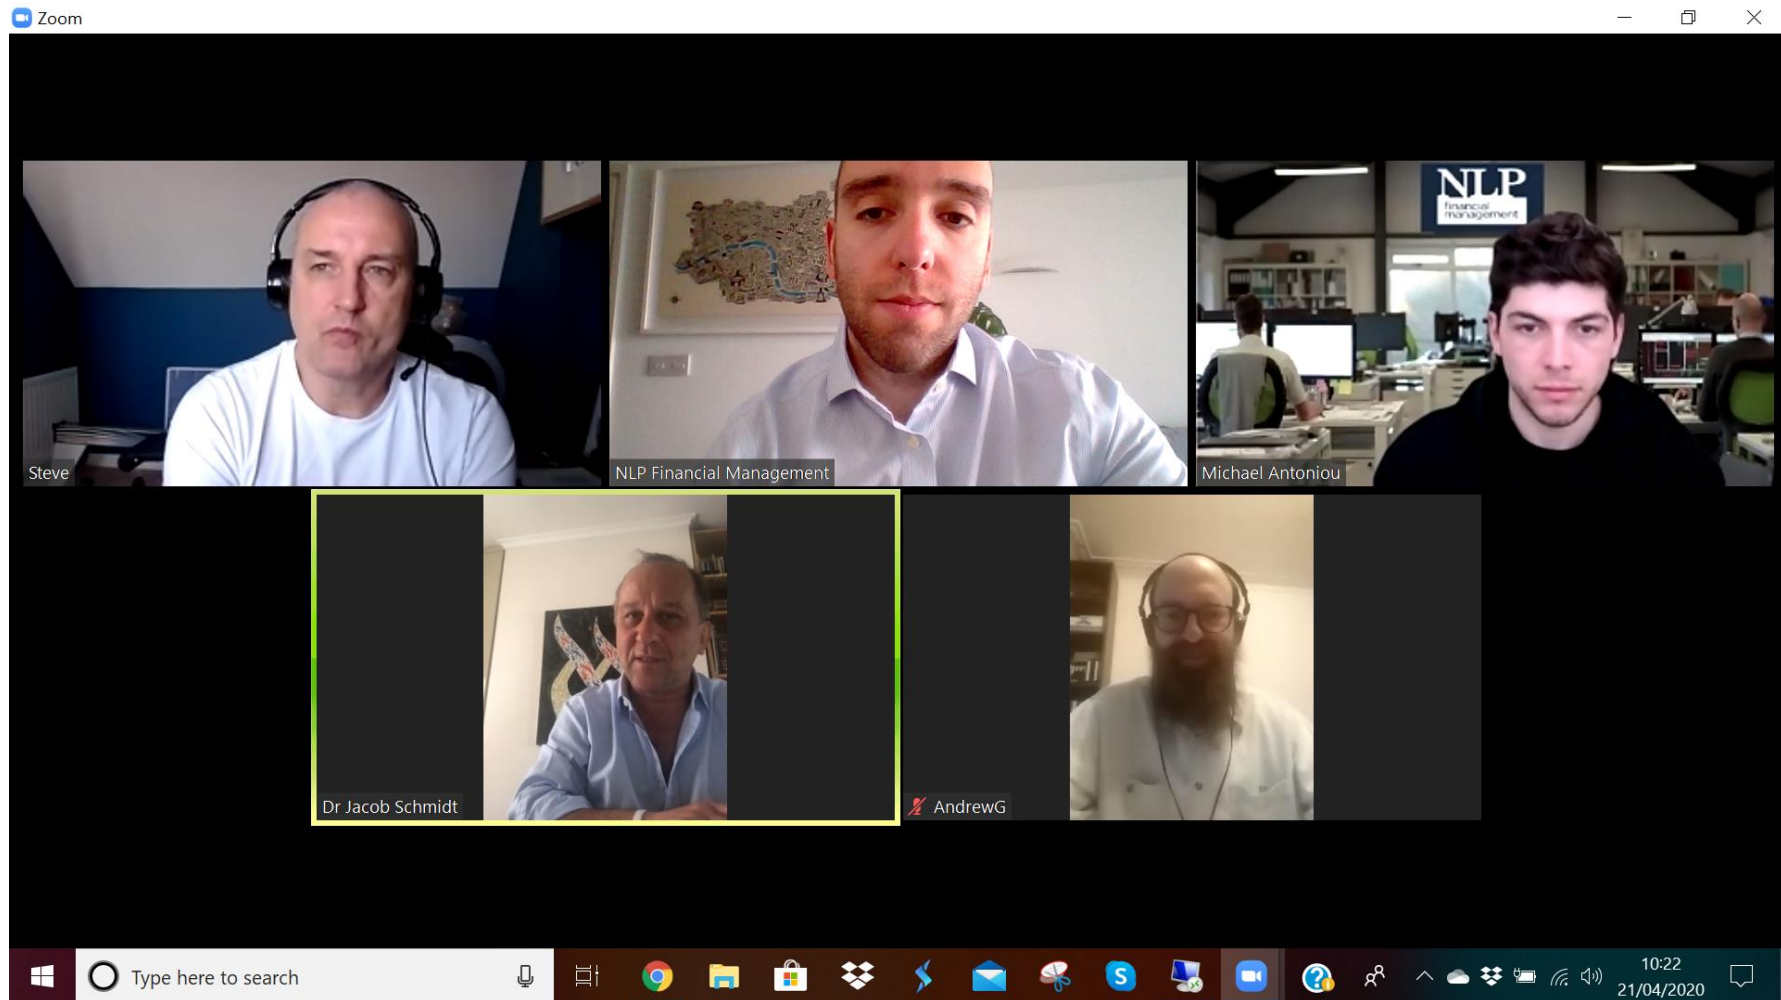 Zoom
NLP
financial
management
Steve
NLP Financial Management
Michael Antoniou
Dr Jacob Schmidt
AndrewG
Type here to search
S
10:22
21/04/2020